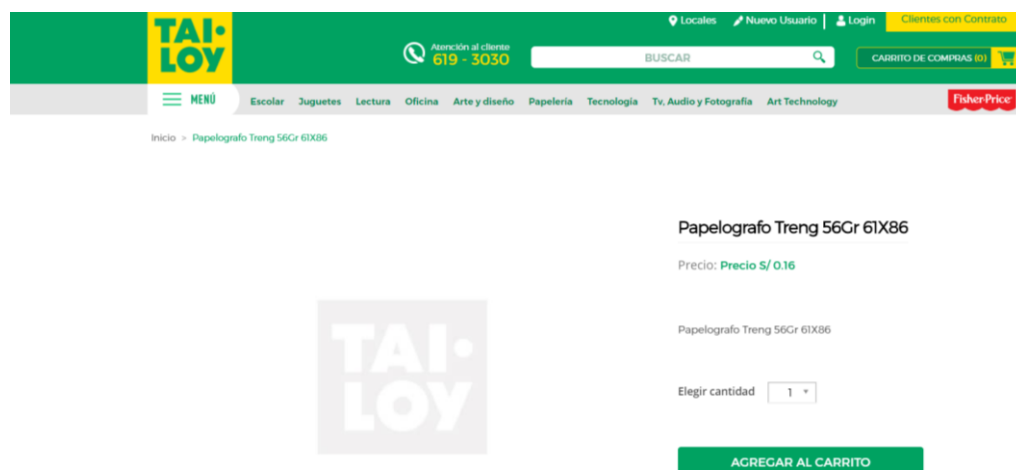 TAI•
LOY
Locales
Nuevo Usuario
Login
Clientes con Contrato
Atención al cliente
619 - 3030
BUSCAR
CARRITO DE COMPRAS (0)
MENÚ
Escolar Juguetes Lectura Oficina Arte y diseño Papelería Tecnología Tv, Audio y Fotografía Art Technology
Fisher-Price
Inicio > Papelografo Treng 56Gr 61X86
Papelografo Treng 56Gr 61X86
Precio: Precio S/ 0.16
TAI•
LOY
Papelografo Treng 56Gr 61X86
Elegir cantidad 1
AGREGAR AL CARRITO